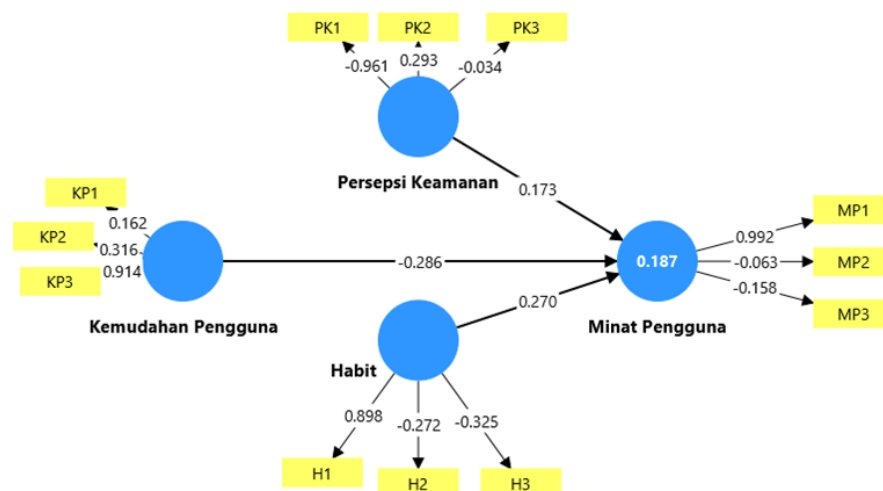 PK1
PK2
PK3
-0.961
0.293
-0.034
Persepsi Keamanan
0.173
KP1
0.162
KP2
0.316
KP3
0.914
Kemudahan Pengguna
-0.286
0.187
Minat Pengguna
MP1
0.992
MP2
-0.063
MP3
-0.158
0.270
Habit
0.898
-0.272
-0.325
H1
H2
H3